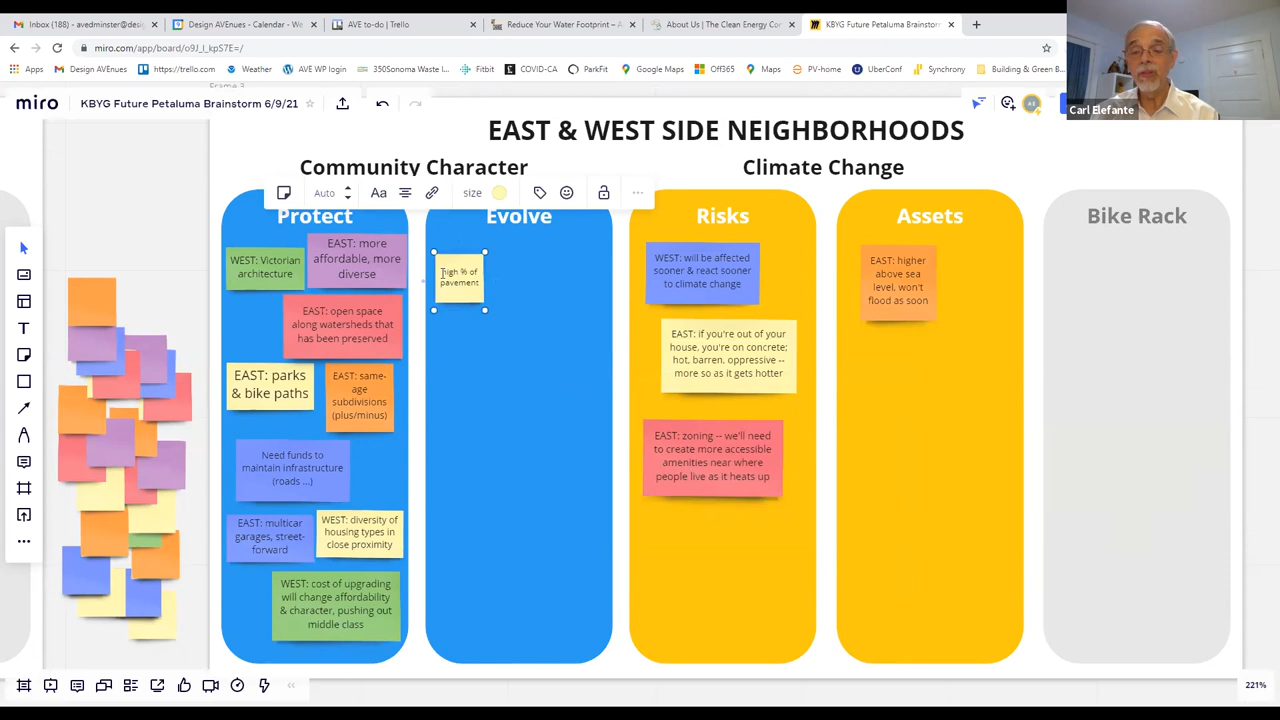 Inbox (188) - avedminster@desig
Design AVEnues - Calendar - We
AVE to-do | Trello
Reduce Your Water Footprint – A
About Us | The Clean Energy Co
KBYG Future Petaluma Brainstorm
miro.com/app/board/o9J_l_kpS7E=/
Apps
Design AVEnues
https://trello.com
Weather
AVE WP login
350Sonoma Waste I...
Fitbit
COVID-CA
ParkFit
Google Maps
Off365
Maps
PV-home
UberConf
Synchrony
Building & Green B...
Frame 3
miro
KBYG Future Petaluma Brainstorm 6/9/21
AE
Carl Elefante
EAST & WEST SIDE NEIGHBORHOODS
Community Character
Climate Change
Auto
Aa
size
Protect
Evolve
Risks
Assets
Bike Rack
WEST: Victorian
architecture
EAST: more
affordable, more
diverse
EAST: open space
along watersheds that
has been preserved
EAST: parks
& bike paths
EAST: same-
age
subdivisions
(plus/minus)
Need funds to
maintain infrastructure
(roads ...)
EAST: multicar
garages, street-
forward
WEST: diversity of
housing types in
close proximity
WEST: cost of upgrading
will change affordability
& character, pushing out
middle class
high % of
pavement
WEST: will be affected
sooner & react sooner
to climate change
EAST: if you're out of your
house, you're on concrete;
hot, barren, oppressive --
more so as it gets hotter
EAST: zoning -- we'll need
to create more accessible
amenities near where
people live as it heats up
EAST: higher
above sea
level, won't
flood as soon
221%